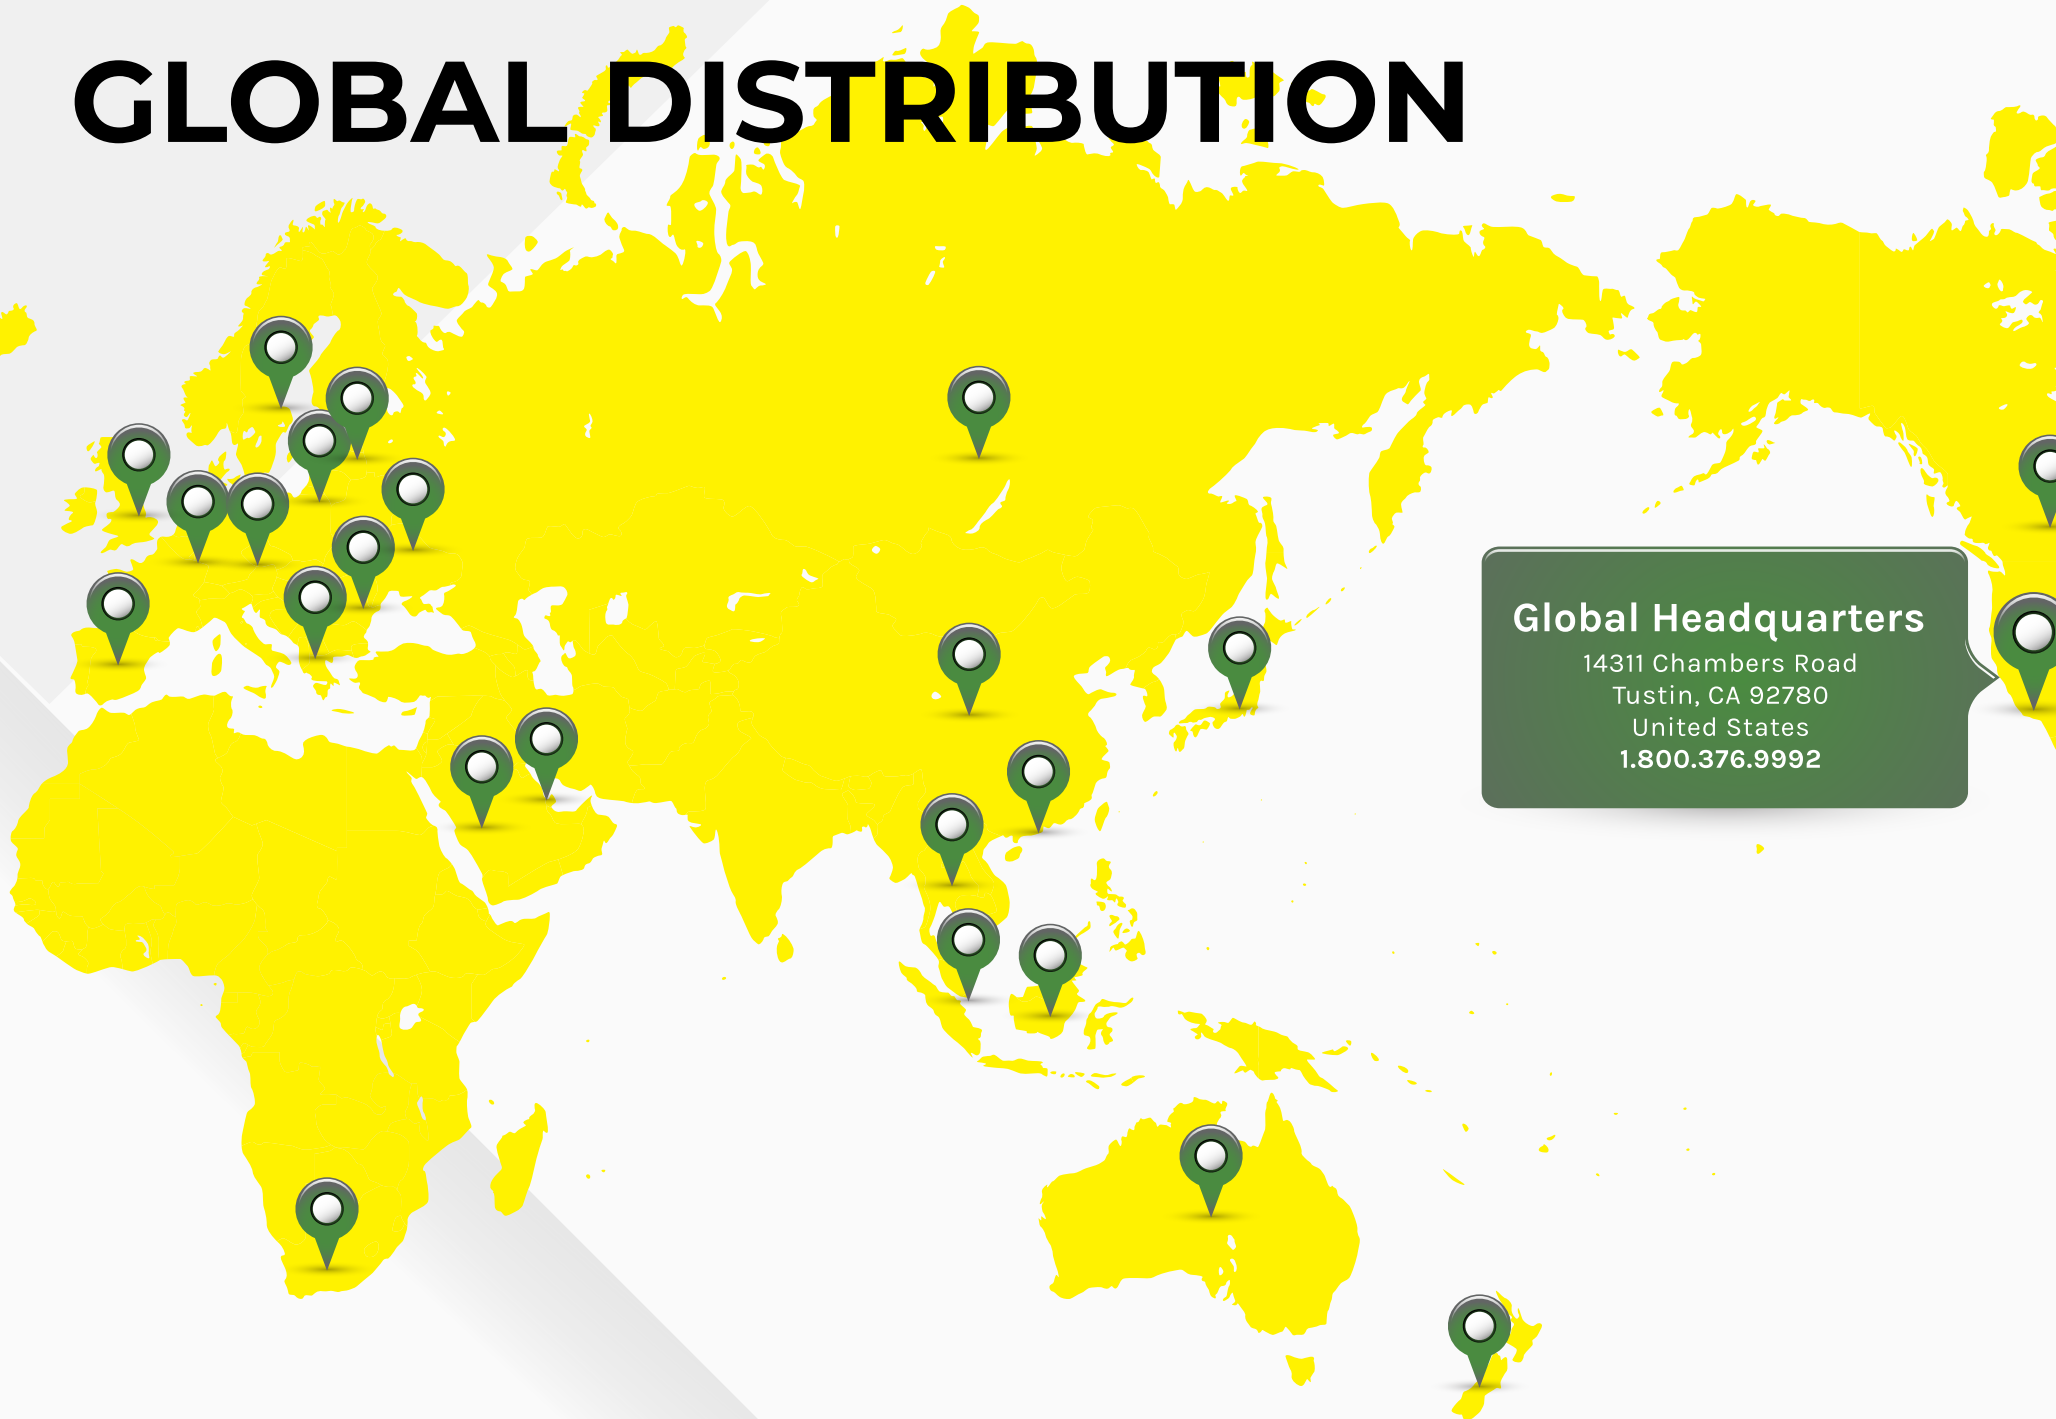 GLOBAL DISTRIBUTION
Global Headquarters
14311 Chambers Road
Tustin, CA 92780
United States
1.800.376.9992